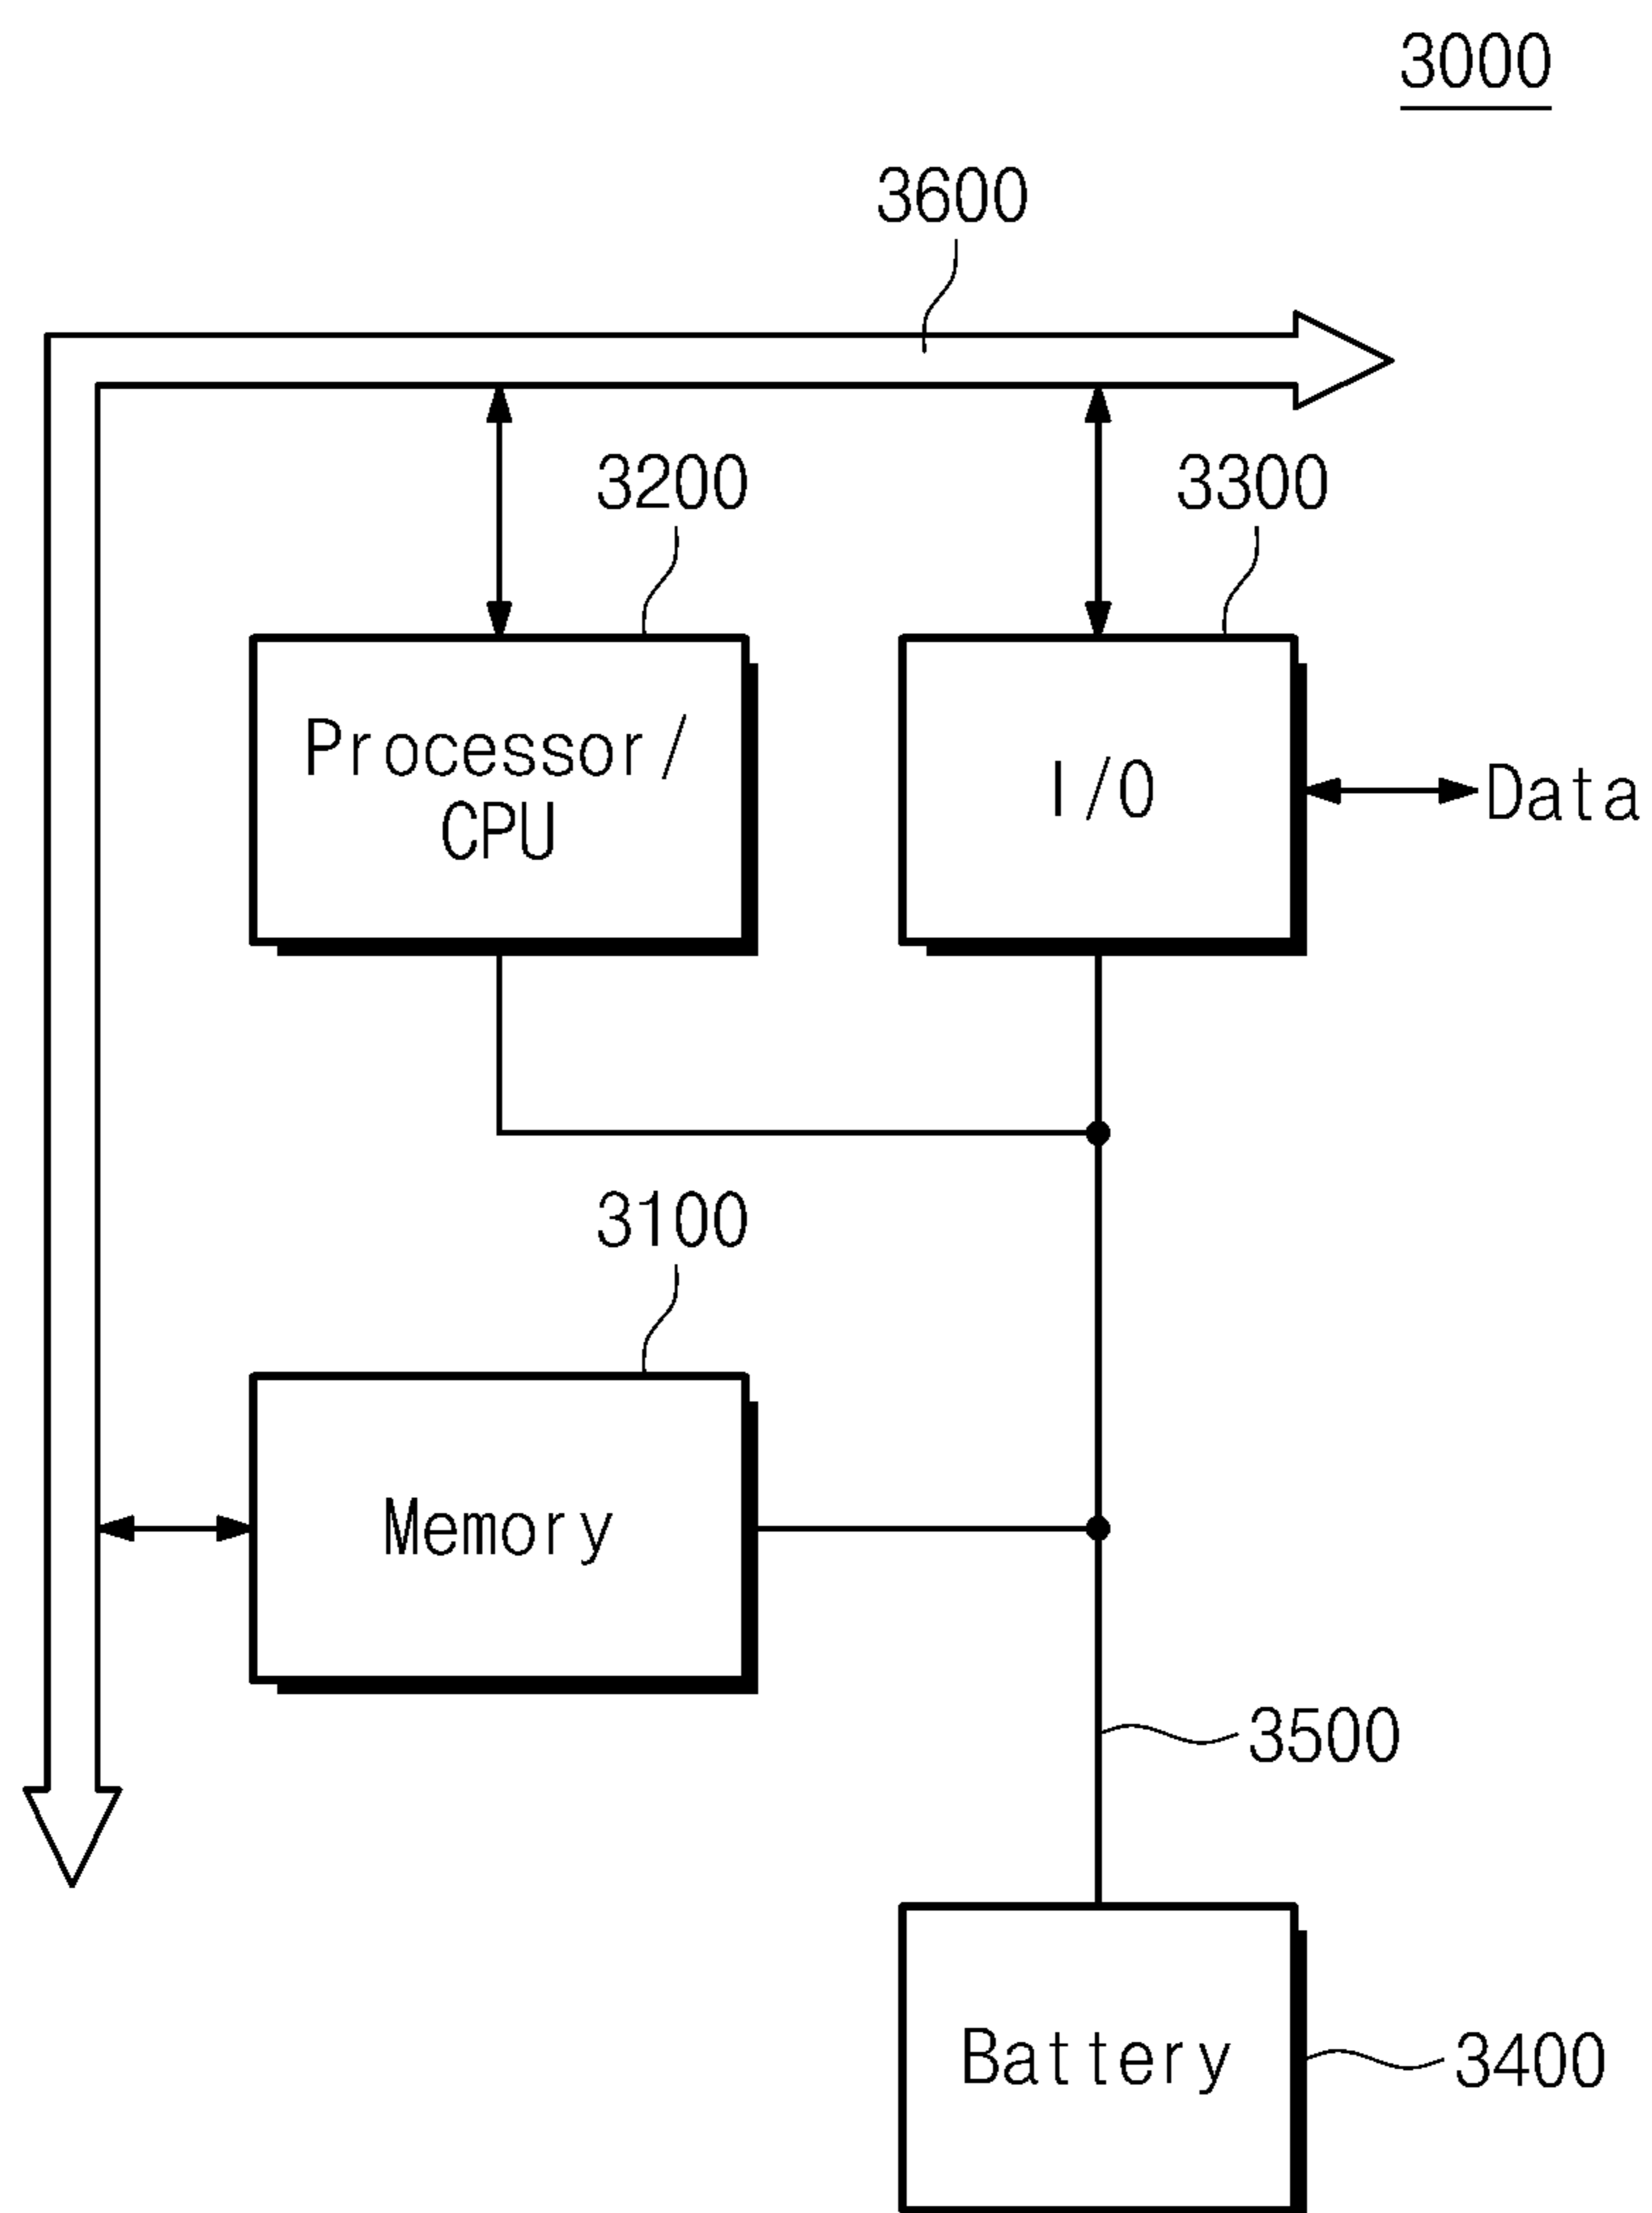 3000
3600
3200
3300
Processor/
CPU
I/O
Data
3100
Memory
3500
Battery
3400